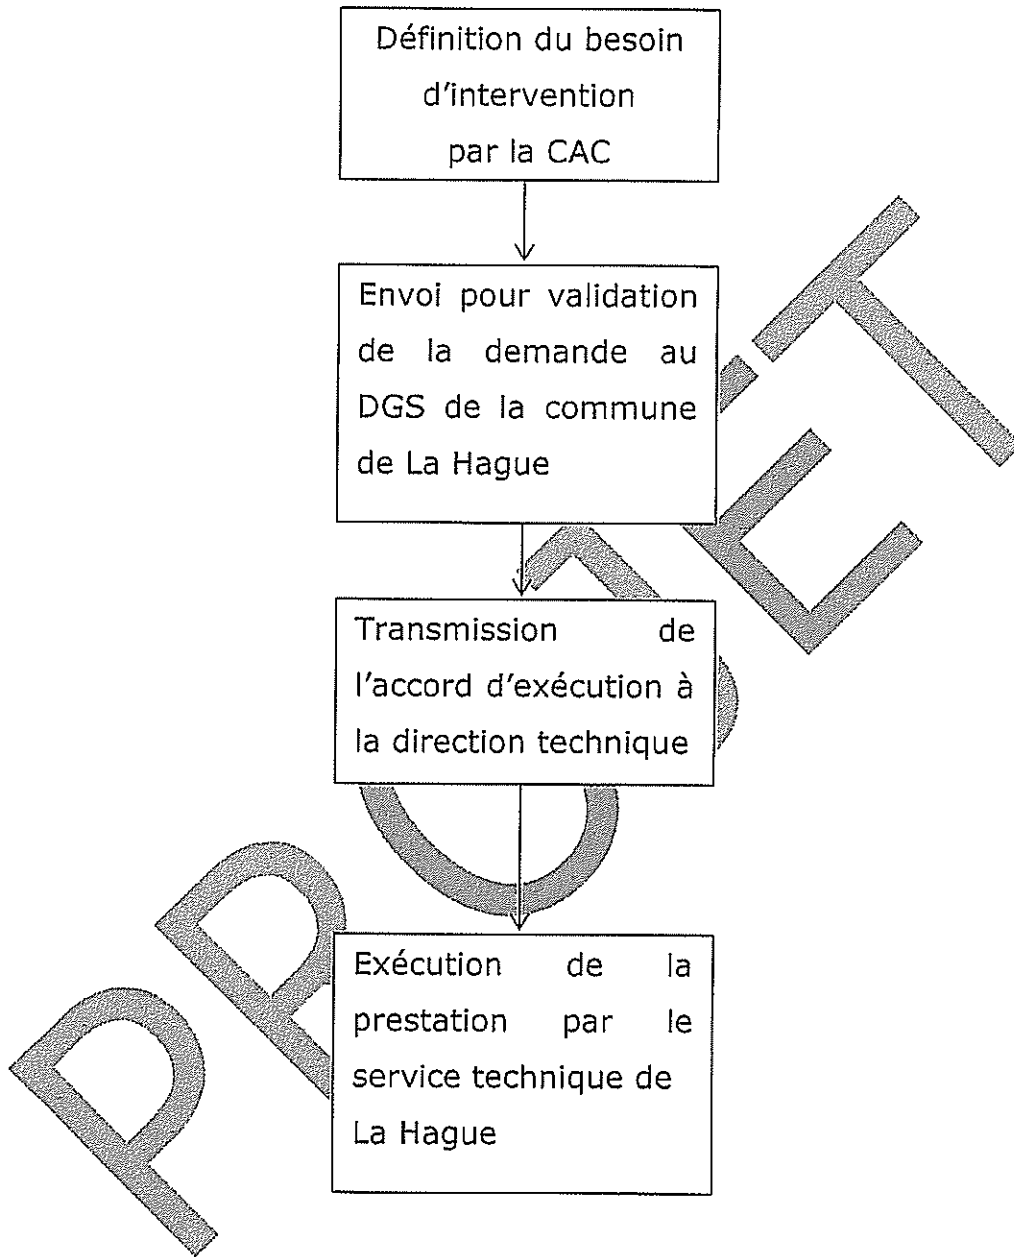 Définition du besoin
d'intervention
par la CAC
Envoi pour validation
de la demande au
DGS de la commune
de La Hague
Transmission de
l'accord d'exécution à
la direction technique
Exécution de la
prestation par le
service technique de
La Hague
PROJET